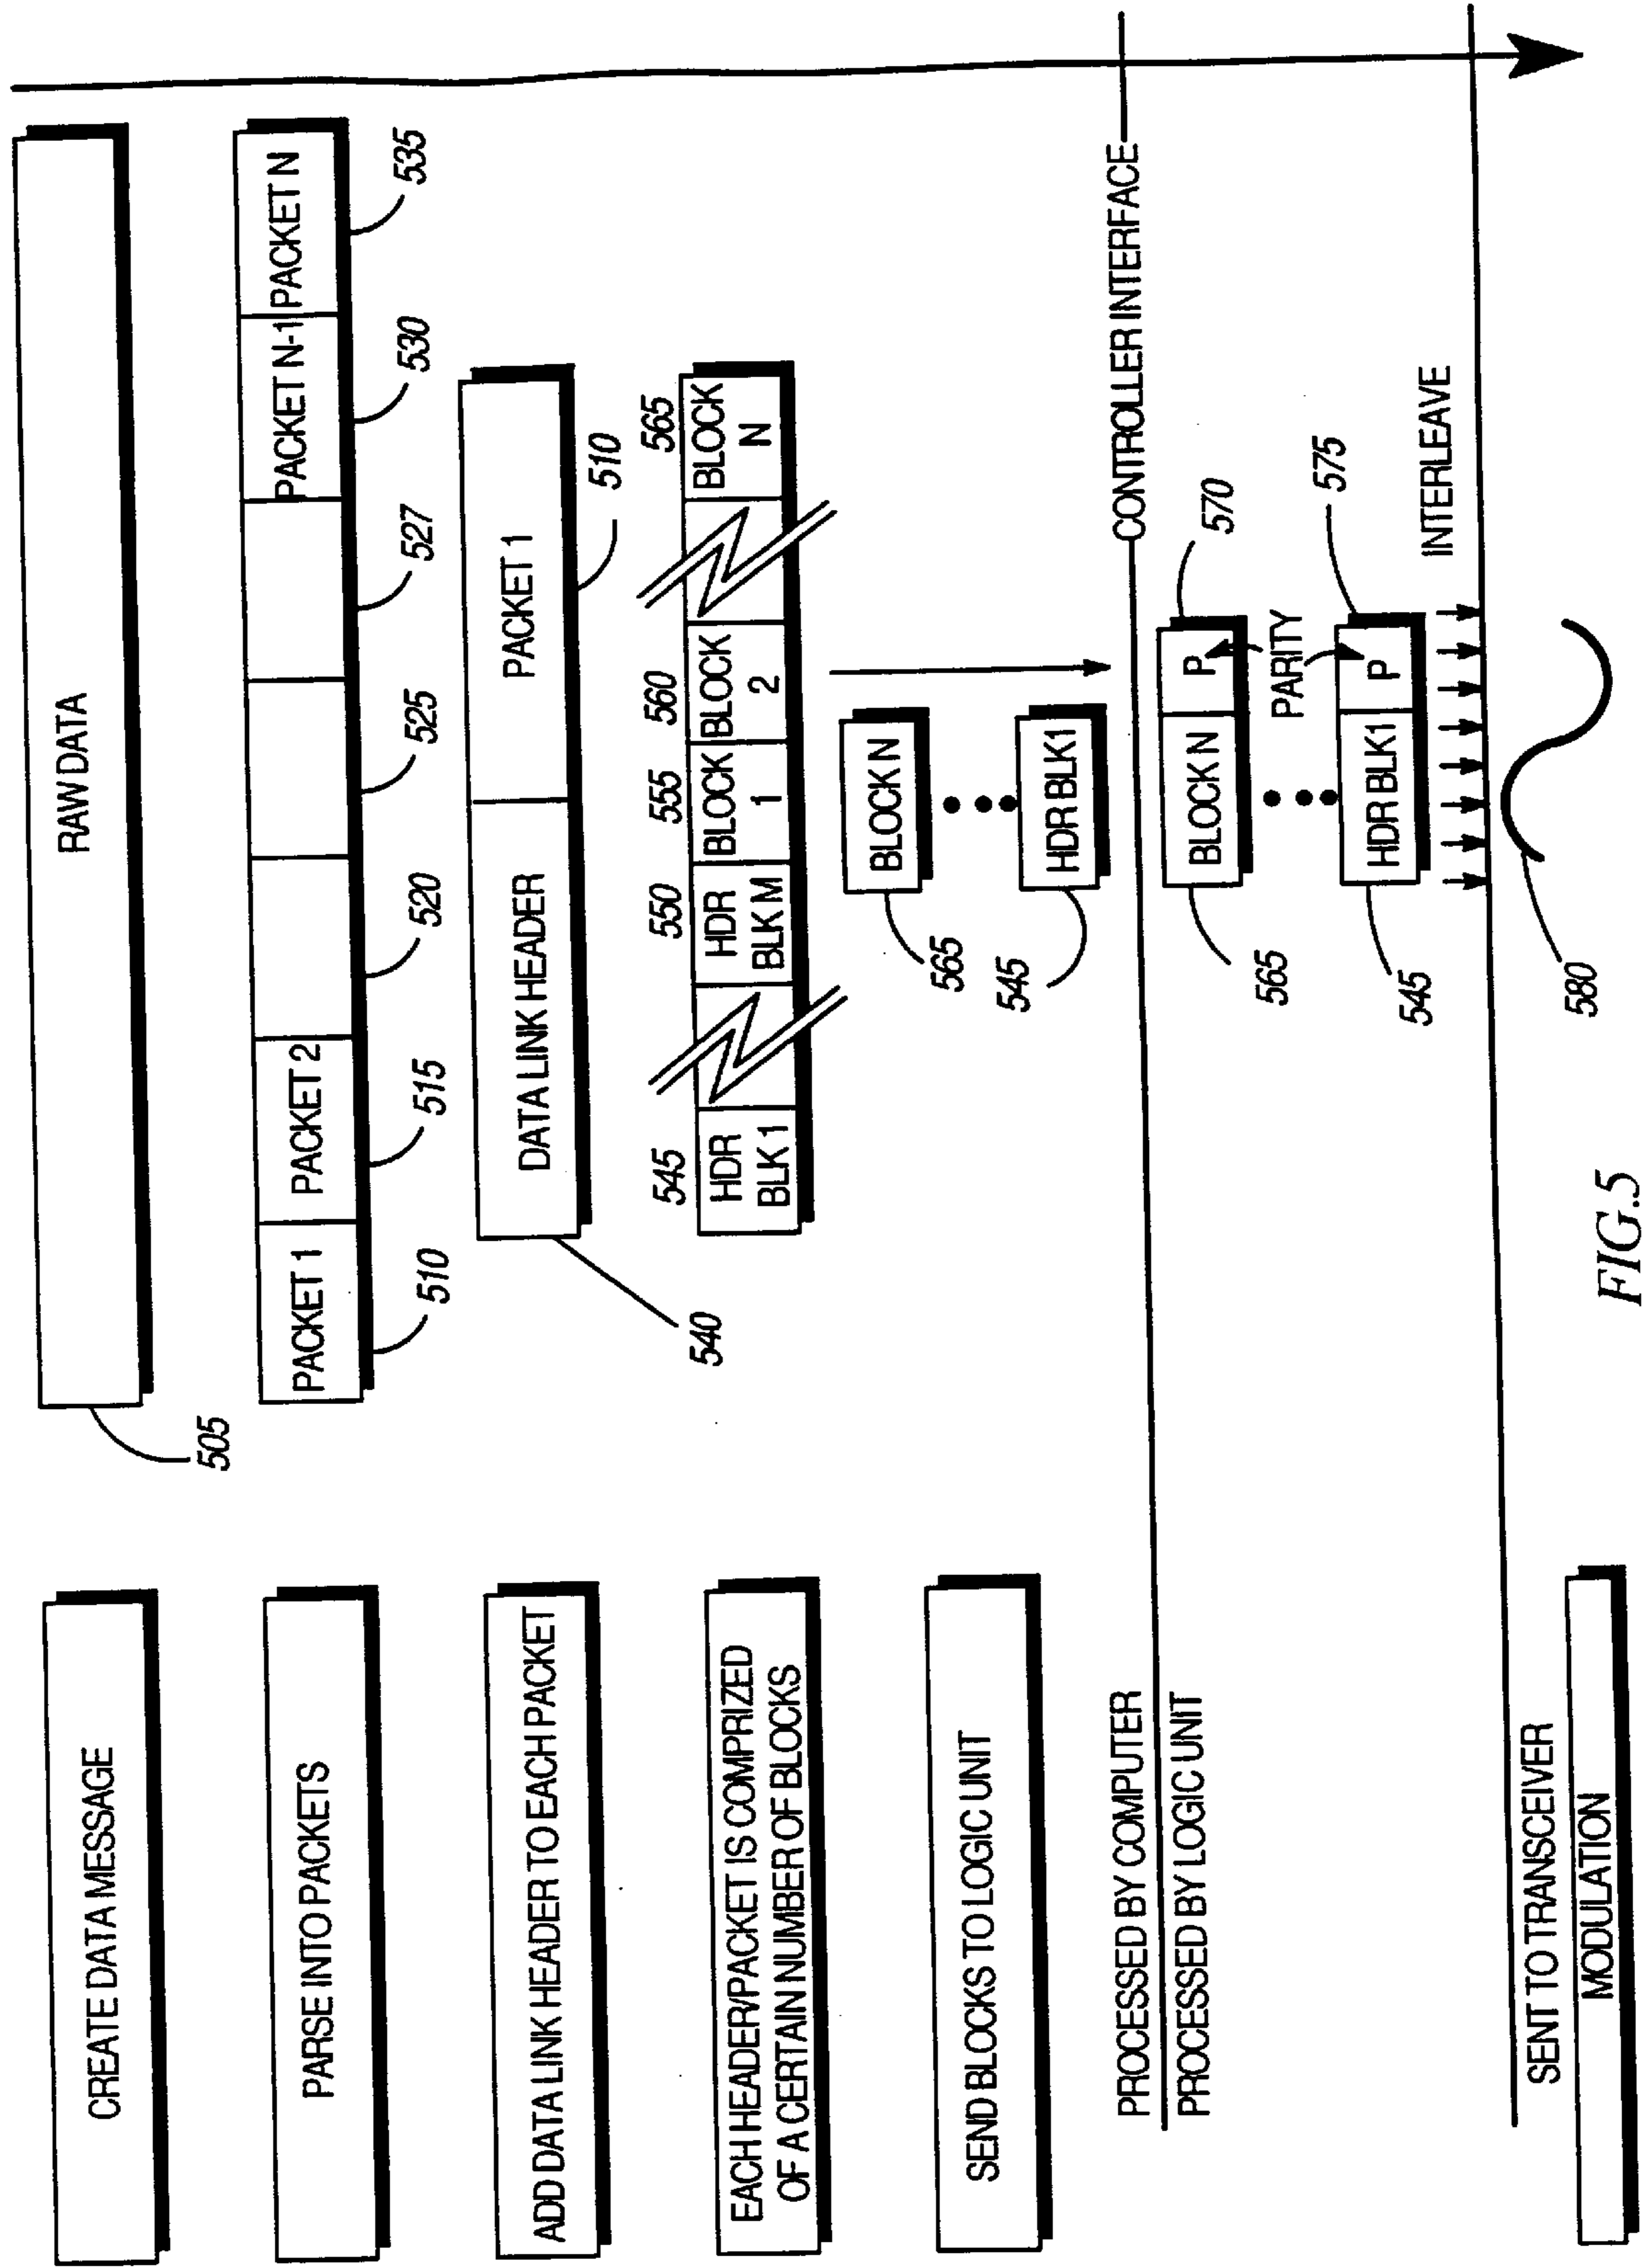 CREATE DATA MESSAGE
RAW DATA
505
PARSE INTO PACKETS
PACKET 1
PACKET 2
PACKET N-1
PACKET N
510
515
520
525
527
530
535
ADD DATA LINK HEADER TO EACH PACKET
DATA LINK HEADER
PACKET 1
540
510
EACH HEADER/PACKET IS COMPRIZED
OF A CERTAIN NUMBER OF BLOCKS
545
550
555
560
565
HDR
BLK 1
HDR
BLK M
BLOCK
1
BLOCK
2
BLOCK
N
SEND BLOCKS TO LOGIC UNIT
BLOCK N
565
HDR BLK1
545
PROCESSED BY COMPUTER
CONTROLLER INTERFACE
PROCESSED BY LOGIC UNIT
BLOCK N
P
570
565
PARITY
HDR BLK1
P
575
545
INTERLEAVE
SENT TO TRANSCEIVER
MODULATION
580
FIG.5